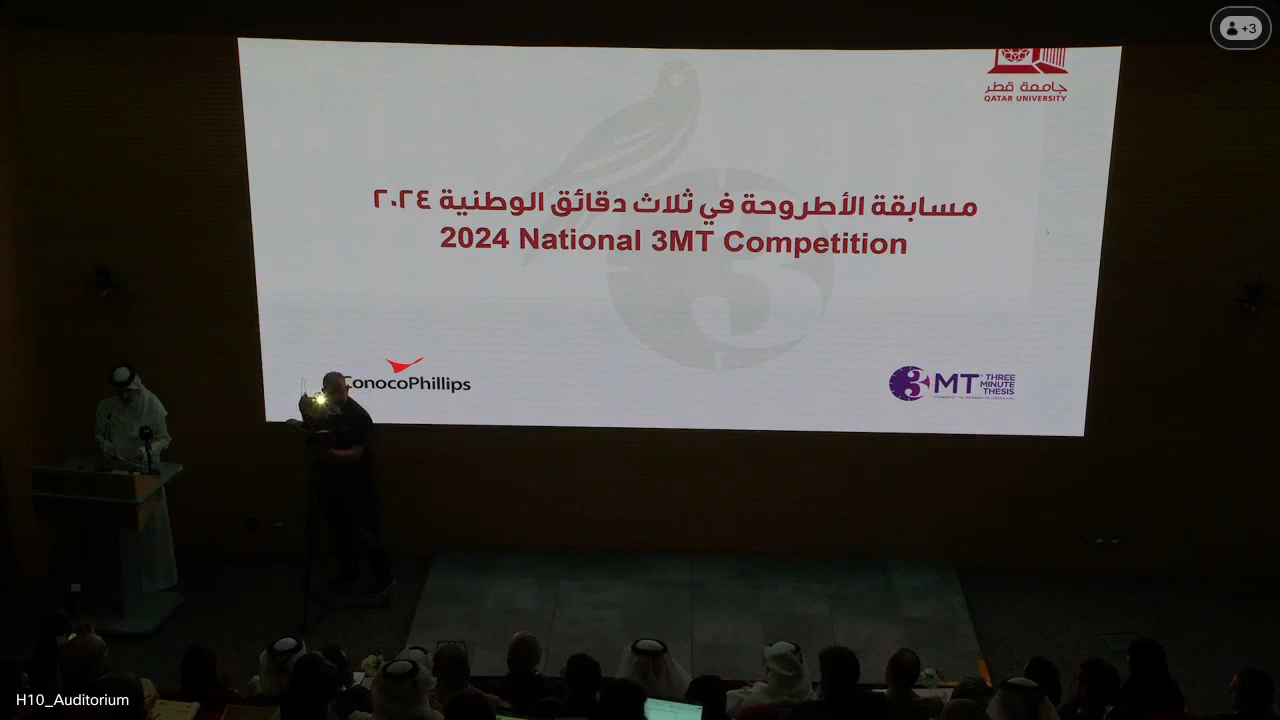 +3
جامعة قطر
QATAR UNIVERSITY
مسابقة الأطروحة في ثلاث دقائق الوطنية ٢٠٢٤
2024 National 3MT Competition
ConocoPhillips
3MT THREE
MINUTE
THESIS
H10_Auditorium